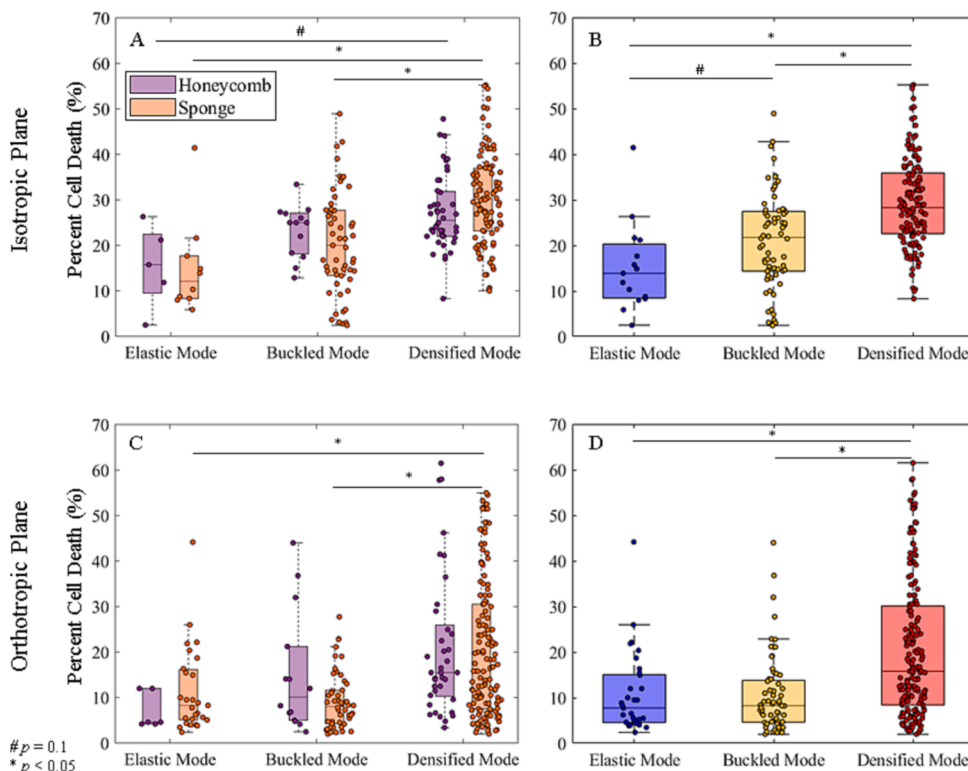 Isotropic Plane
Percent Cell Death (%)
70
60
50
40
30
20
10
0
A
#
*
*
Honeycomb
Sponge
Elastic Mode Buckled Mode Densified Mode
70
60
50
40
30
20
10
0
B
*
#
*
Elastic Mode Buckled Mode Densified Mode
Orthotropic Plane
Percent Cell Death (%)
70
60
50
40
30
20
10
0
C
*
*
Elastic Mode Buckled Mode Densified Mode
70
60
50
40
30
20
10
0
D
*
*
Elastic Mode Buckled Mode Densified Mode
# p = 0.1
* p < 0.05